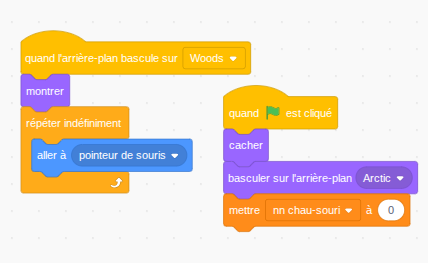 quand l'arrière-plan bascule sur Woods
montrer
répéter indéfiniment
aller à pointeur de souris
quand est cliqué
cacher
basculer sur l'arrière-plan Arctic
mettre nn chau-souri à 0